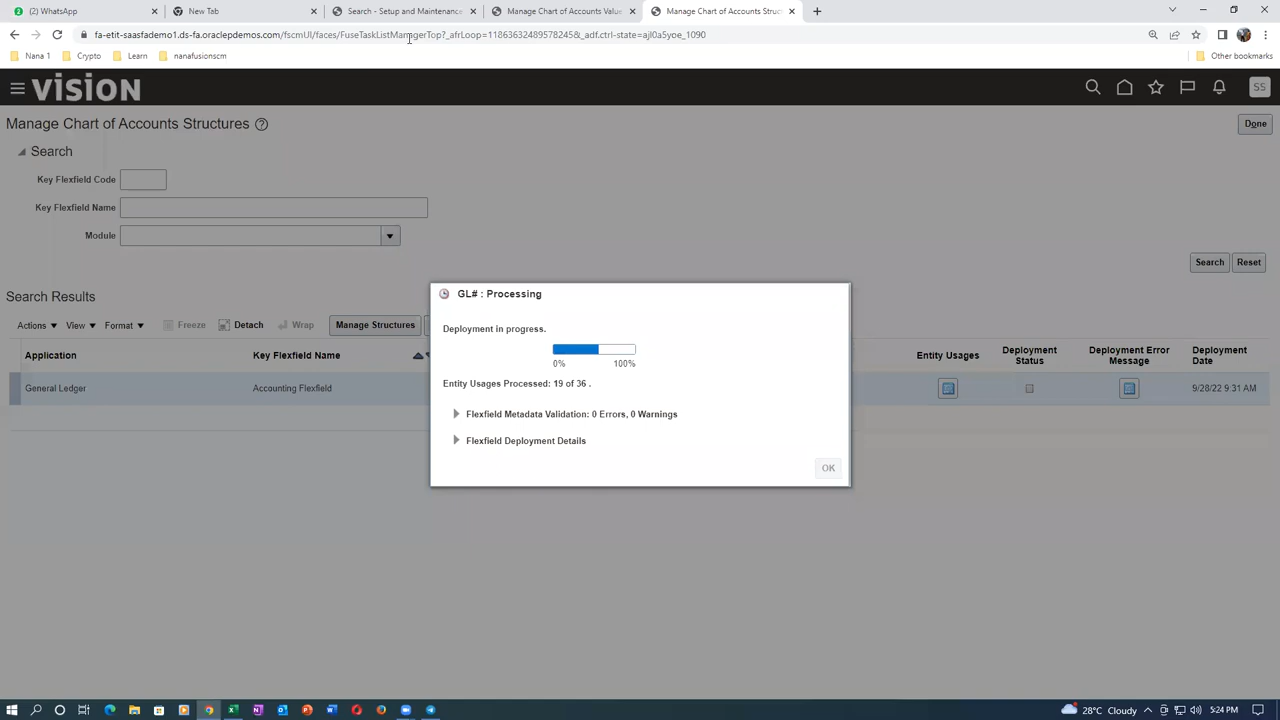 (2) WhatsApp
New Tab
Search - Setup and Maintenance
Manage Chart of Accounts Value
Manage Chart of Accounts Struc
fa-etit-saasfademo1.ds-fa.oraclepdemos.com/fscmUI/faces/FuseTaskListManagerTop?_afrLoop=11863632489578245&_adf.ctrl-state=ajl0a5yoe_1090
Nana 1
Crypto
Learn
nanafusionscm
Other bookmarks
VISION
SS
Manage Chart of Accounts Structures
Done
Search
Key Flexfield Code
Key Flexfield Name
Module
Search
Reset
Search Results
Actions
View
Format
Freeze
Detach
Wrap
Manage Structures
Application
Key Flexfield Name
Entity Usages
Deployment Status
Deployment Error Message
Deployment Date
General Ledger
Accounting Flexfield
9/28/22 9:31 AM
GL# : Processing
Deployment in progress.
0%
100%
Entity Usages Processed: 19 of 36 .
Flexfield Metadata Validation: 0 Errors, 0 Warnings
Flexfield Deployment Details
OK
28°C Cloudy
5:24 PM